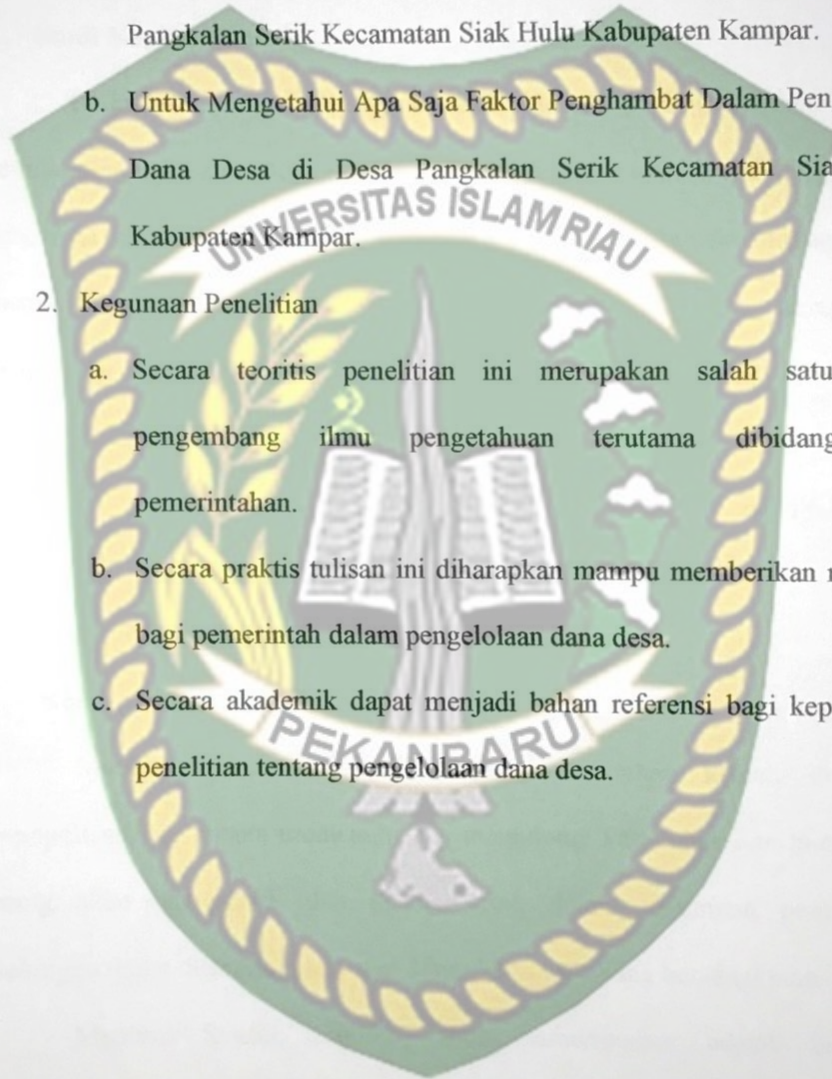 Pangkalan Serik Kecamatan Siak Hulu Kabupaten Kampar.
b. Untuk Mengetahui Apa Saja Faktor Penghambat Dalam Pen
Dana Desa di Desa Pangkalan Serik Kecamatan Sia
UNIVERSITAS ISLAM RIAU
Kabupaten Kampar.
2. Kegunaan Penelitian
a. Secara teoritis penelitian ini merupakan salah satu
pengembang ilmu pengetahuan terutama dibidang
pemerintahan.
b. Secara praktis tulisan ini diharapkan mampu memberikan
bagi pemerintah dalam pengelolaan dana desa.
c. Secara akademik dapat menjadi bahan referensi bagi kep
PEKANBARU
penelitian tentang pengelolaan dana desa.